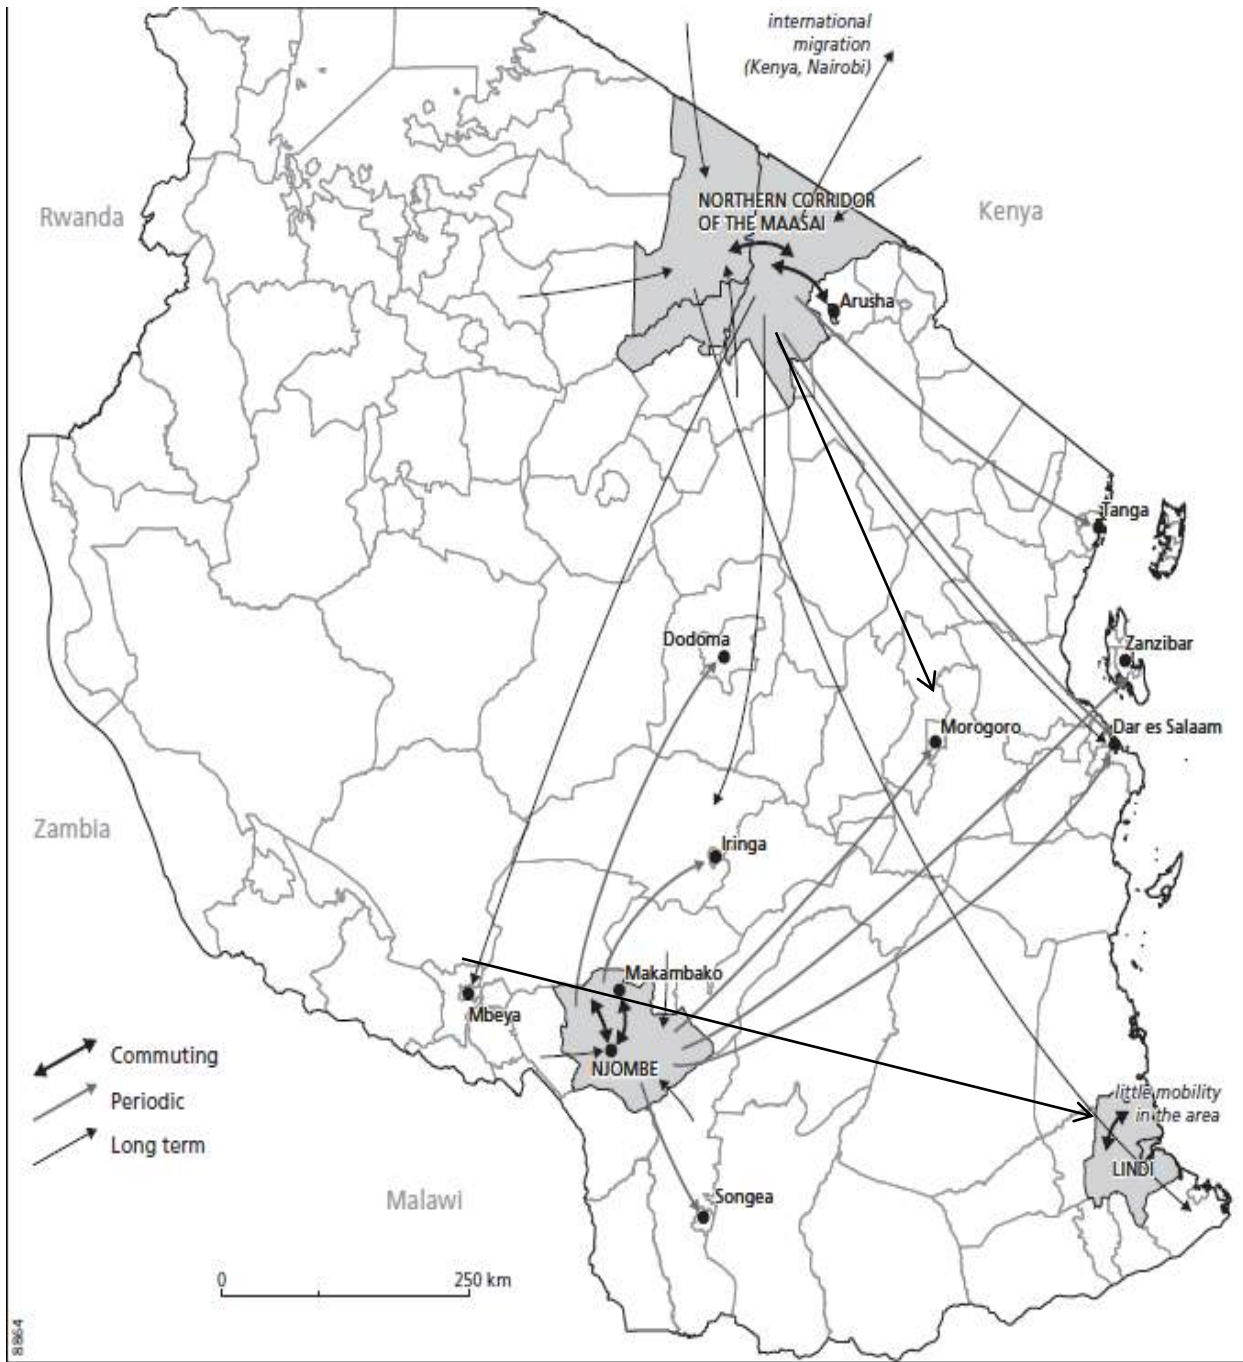 international
migration
(Kenya, Nairobi)
Rwanda
NORTHERN CORRIDOR
OF THE MAASAI
Kenya
Arusha
Tanga
Dodoma
Zanzibar
Morogoro
Dar es Salaam
Zambia
Iringa
Makambako
Mbeya
NJOMBE
Commuting
Periodic
Long term
little mobility
in the area
LINDI
Malawi
Songea
0
250 km
8864